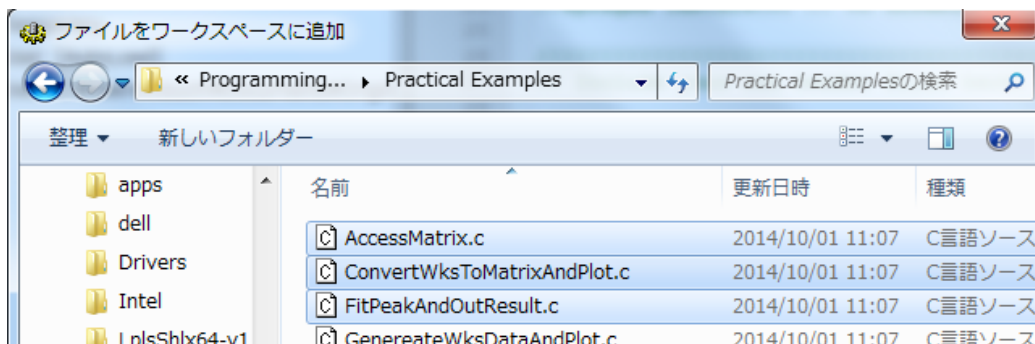 ファイルをワークスペースに追加
« Programming... ▸ Practical Examples
Practical Examplesの検索
整理 新しいフォルダー
名前 更新日時 種類
apps
dell
Drivers
Intel
LplsShlx64-v1
AccessMatrix.c 2014/10/01 11:07 C言語ソース
ConvertWksToMatrixAndPlot.c 2014/10/01 11:07 C言語ソース
FitPeakAndOutResult.c 2014/10/01 11:07 C言語ソース
GenereateWksDataAndPlot.c 2014/10/01 11:07 C言語ソース